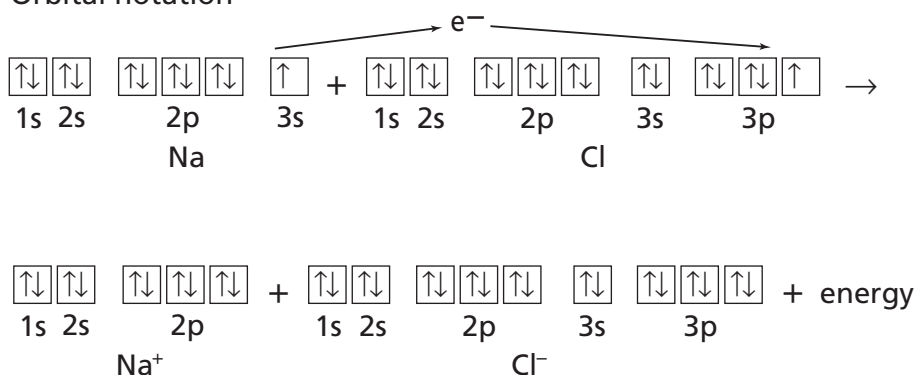 Orbital notation
e−
↑↓ ↑↓ ↑↓ ↑↓ ↑↓ ↑ + ↑↓ ↑↓ ↑↓ ↑↓ ↑↓ ↑↓ ↑↓ ↑↓ ↑ →
1s 2s 2p 3s 1s 2s 2p 3s 3p
Na Cl
↑↓ ↑↓ ↑↓ ↑↓ ↑↓ + ↑↓ ↑↓ ↑↓ ↑↓ ↑↓ ↑↓ ↑↓ ↑↓ ↑↓ + energy
1s 2s 2p 1s 2s 2p 3s 3p
Na⁺ Cl⁻